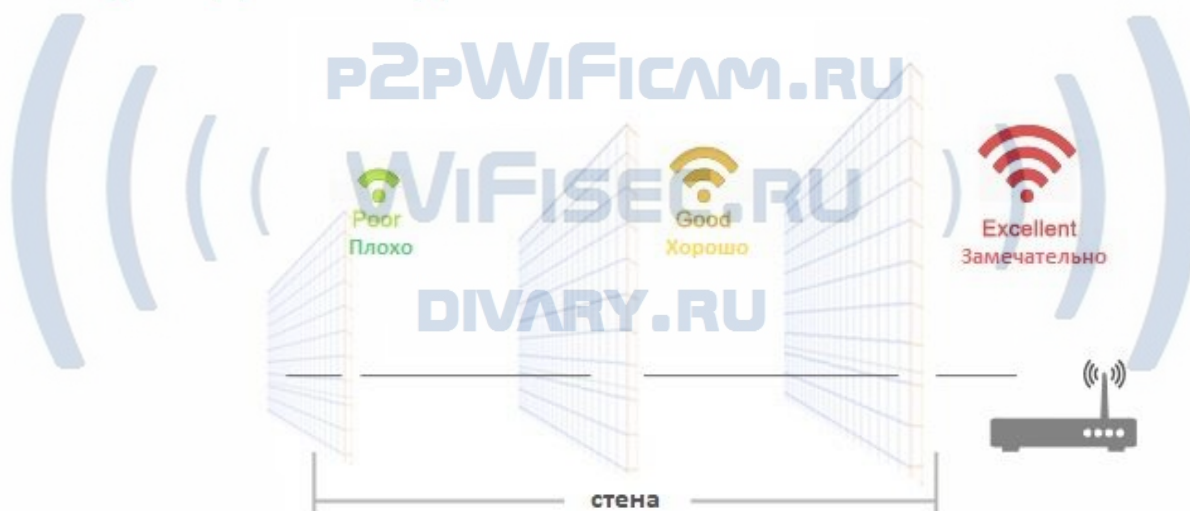 P2PWIFICAM.RU
WIFISEC.RU
Poor
Плохо
Good
Хорошо
Excellent
Замечательно
DIVARY.RU
стена